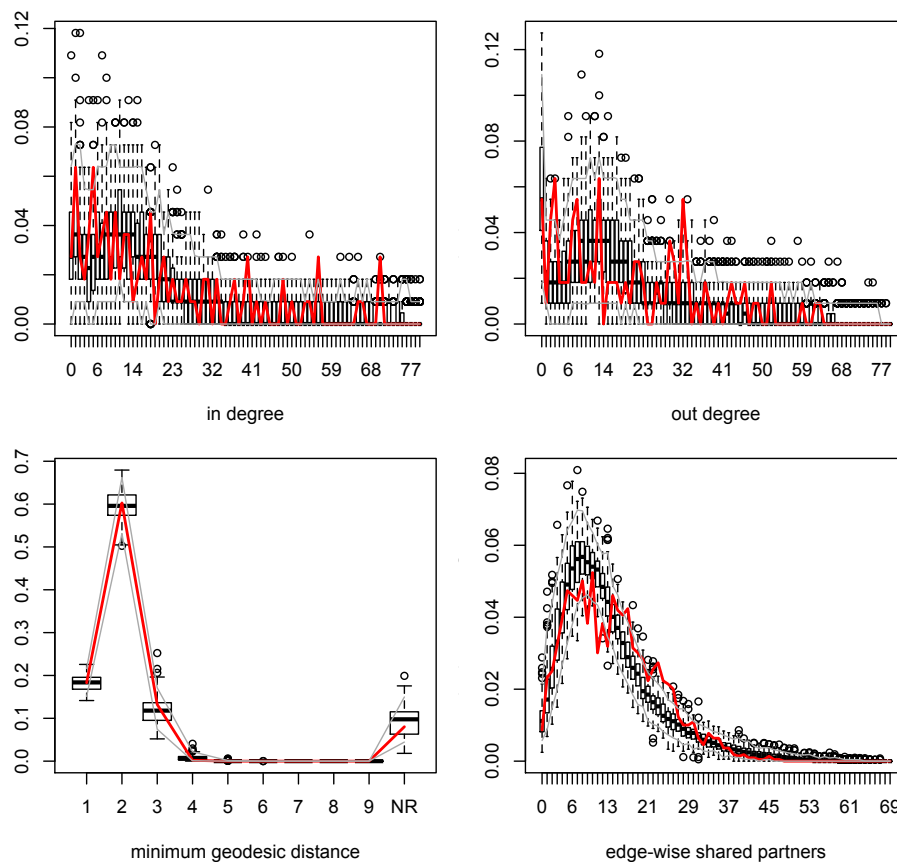 0.00 0.04 0.08 0.12
0 6 14 23 32 41 50 59 68 77
in degree
0.00 0.04 0.08 0.12
0 6 14 23 32 41 50 59 68 77
out degree
0.0 0.1 0.2 0.3 0.4 0.5 0.6 0.7
1 2 3 4 5 6 7 8 9 NR
minimum geodesic distance
0.00 0.02 0.04 0.06 0.08
0 6 13 21 29 37 45 53 61 69
edge-wise shared partners